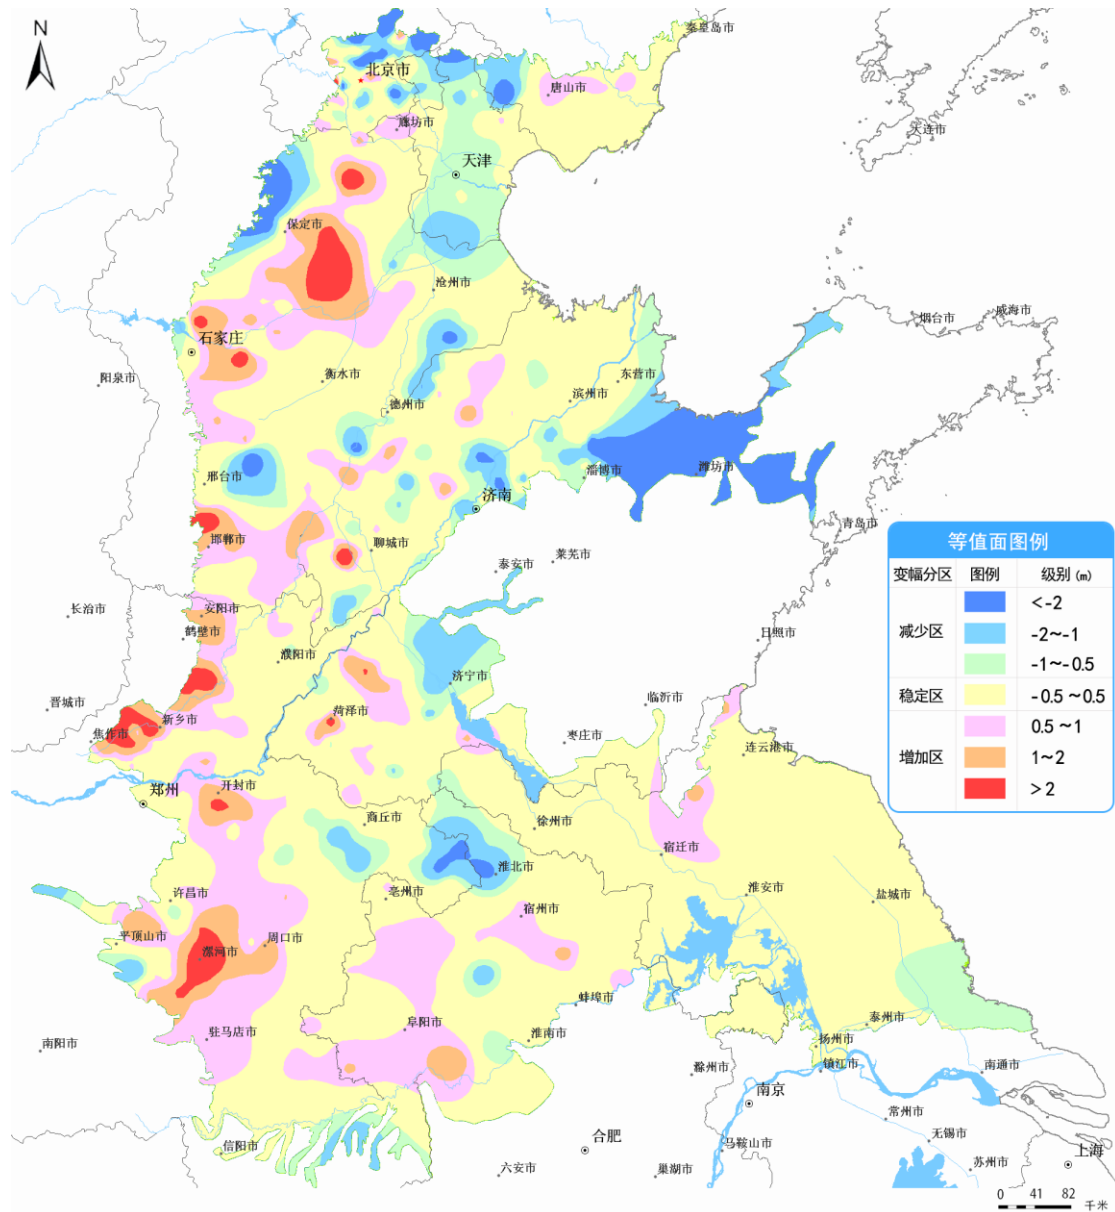 N
秦皇岛市
北京市
唐山市
廊坊市
大连市
天津
保定市
沧州市
烟台市
威海市
石家庄
阳泉市
衡水市
东营市
滨州市
德州市
邢台市
淄博市
潍坊市
济南
青岛市
邯郸市
聊城市
泰安市
莱芜市
长治市
安阳市
鹤壁市
日照市
濮阳市
济宁市
晋城市
临沂市
菏泽市
新乡市
焦作市
枣庄市
连云港市
郑州
开封市
商丘市
徐州市
宿迁市
淮北市
许昌市
亳州市
淮安市
盐城市
宿州市
平顶山市
周口市
漯河市
蚌埠市
阜阳市
驻马店市
淮南市
泰州市
南阳市
扬州市
镇江市
滁州市
南通市
南京
常州市
信阳市
合肥
马鞍山市
无锡市
上海
六安市
巢湖市
苏州市
等值面图例
变幅分区 图例 级别 (m)
<-2
减少区 -2~-1
-1~-0.5
稳定区 -0.5~0.5
0.5~1
增加区 1~2
>2
0 41 82
千米